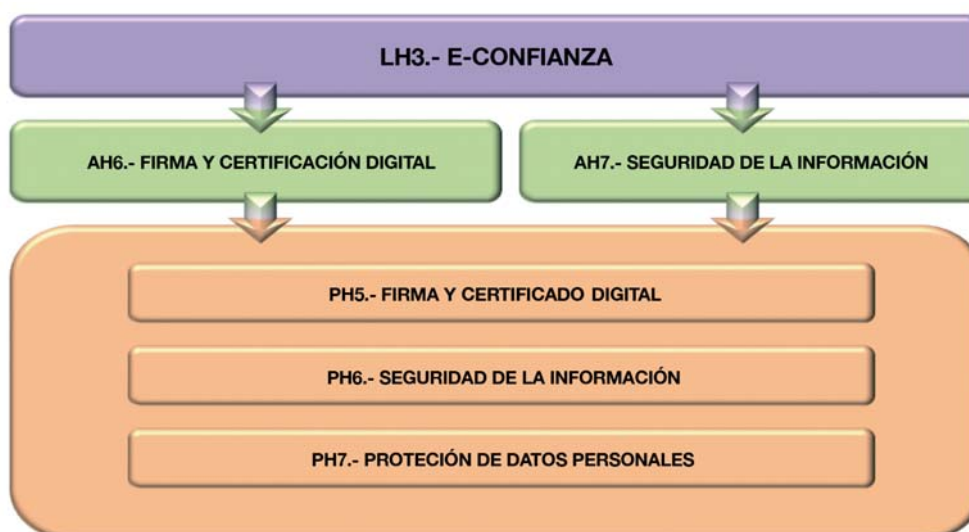 LH3.- E-CONFIANZA
AH6.- FIRMA Y CERTIFICACIÓN DIGITAL
AH7.- SEGURIDAD DE LA INFORMACIÓN
PH5.- FIRMA Y CERTIFICADO DIGITAL
PH6.- SEGURIDAD DE LA INFORMACIÓN
PH7.- PROTECIÓN DE DATOS PERSONALES